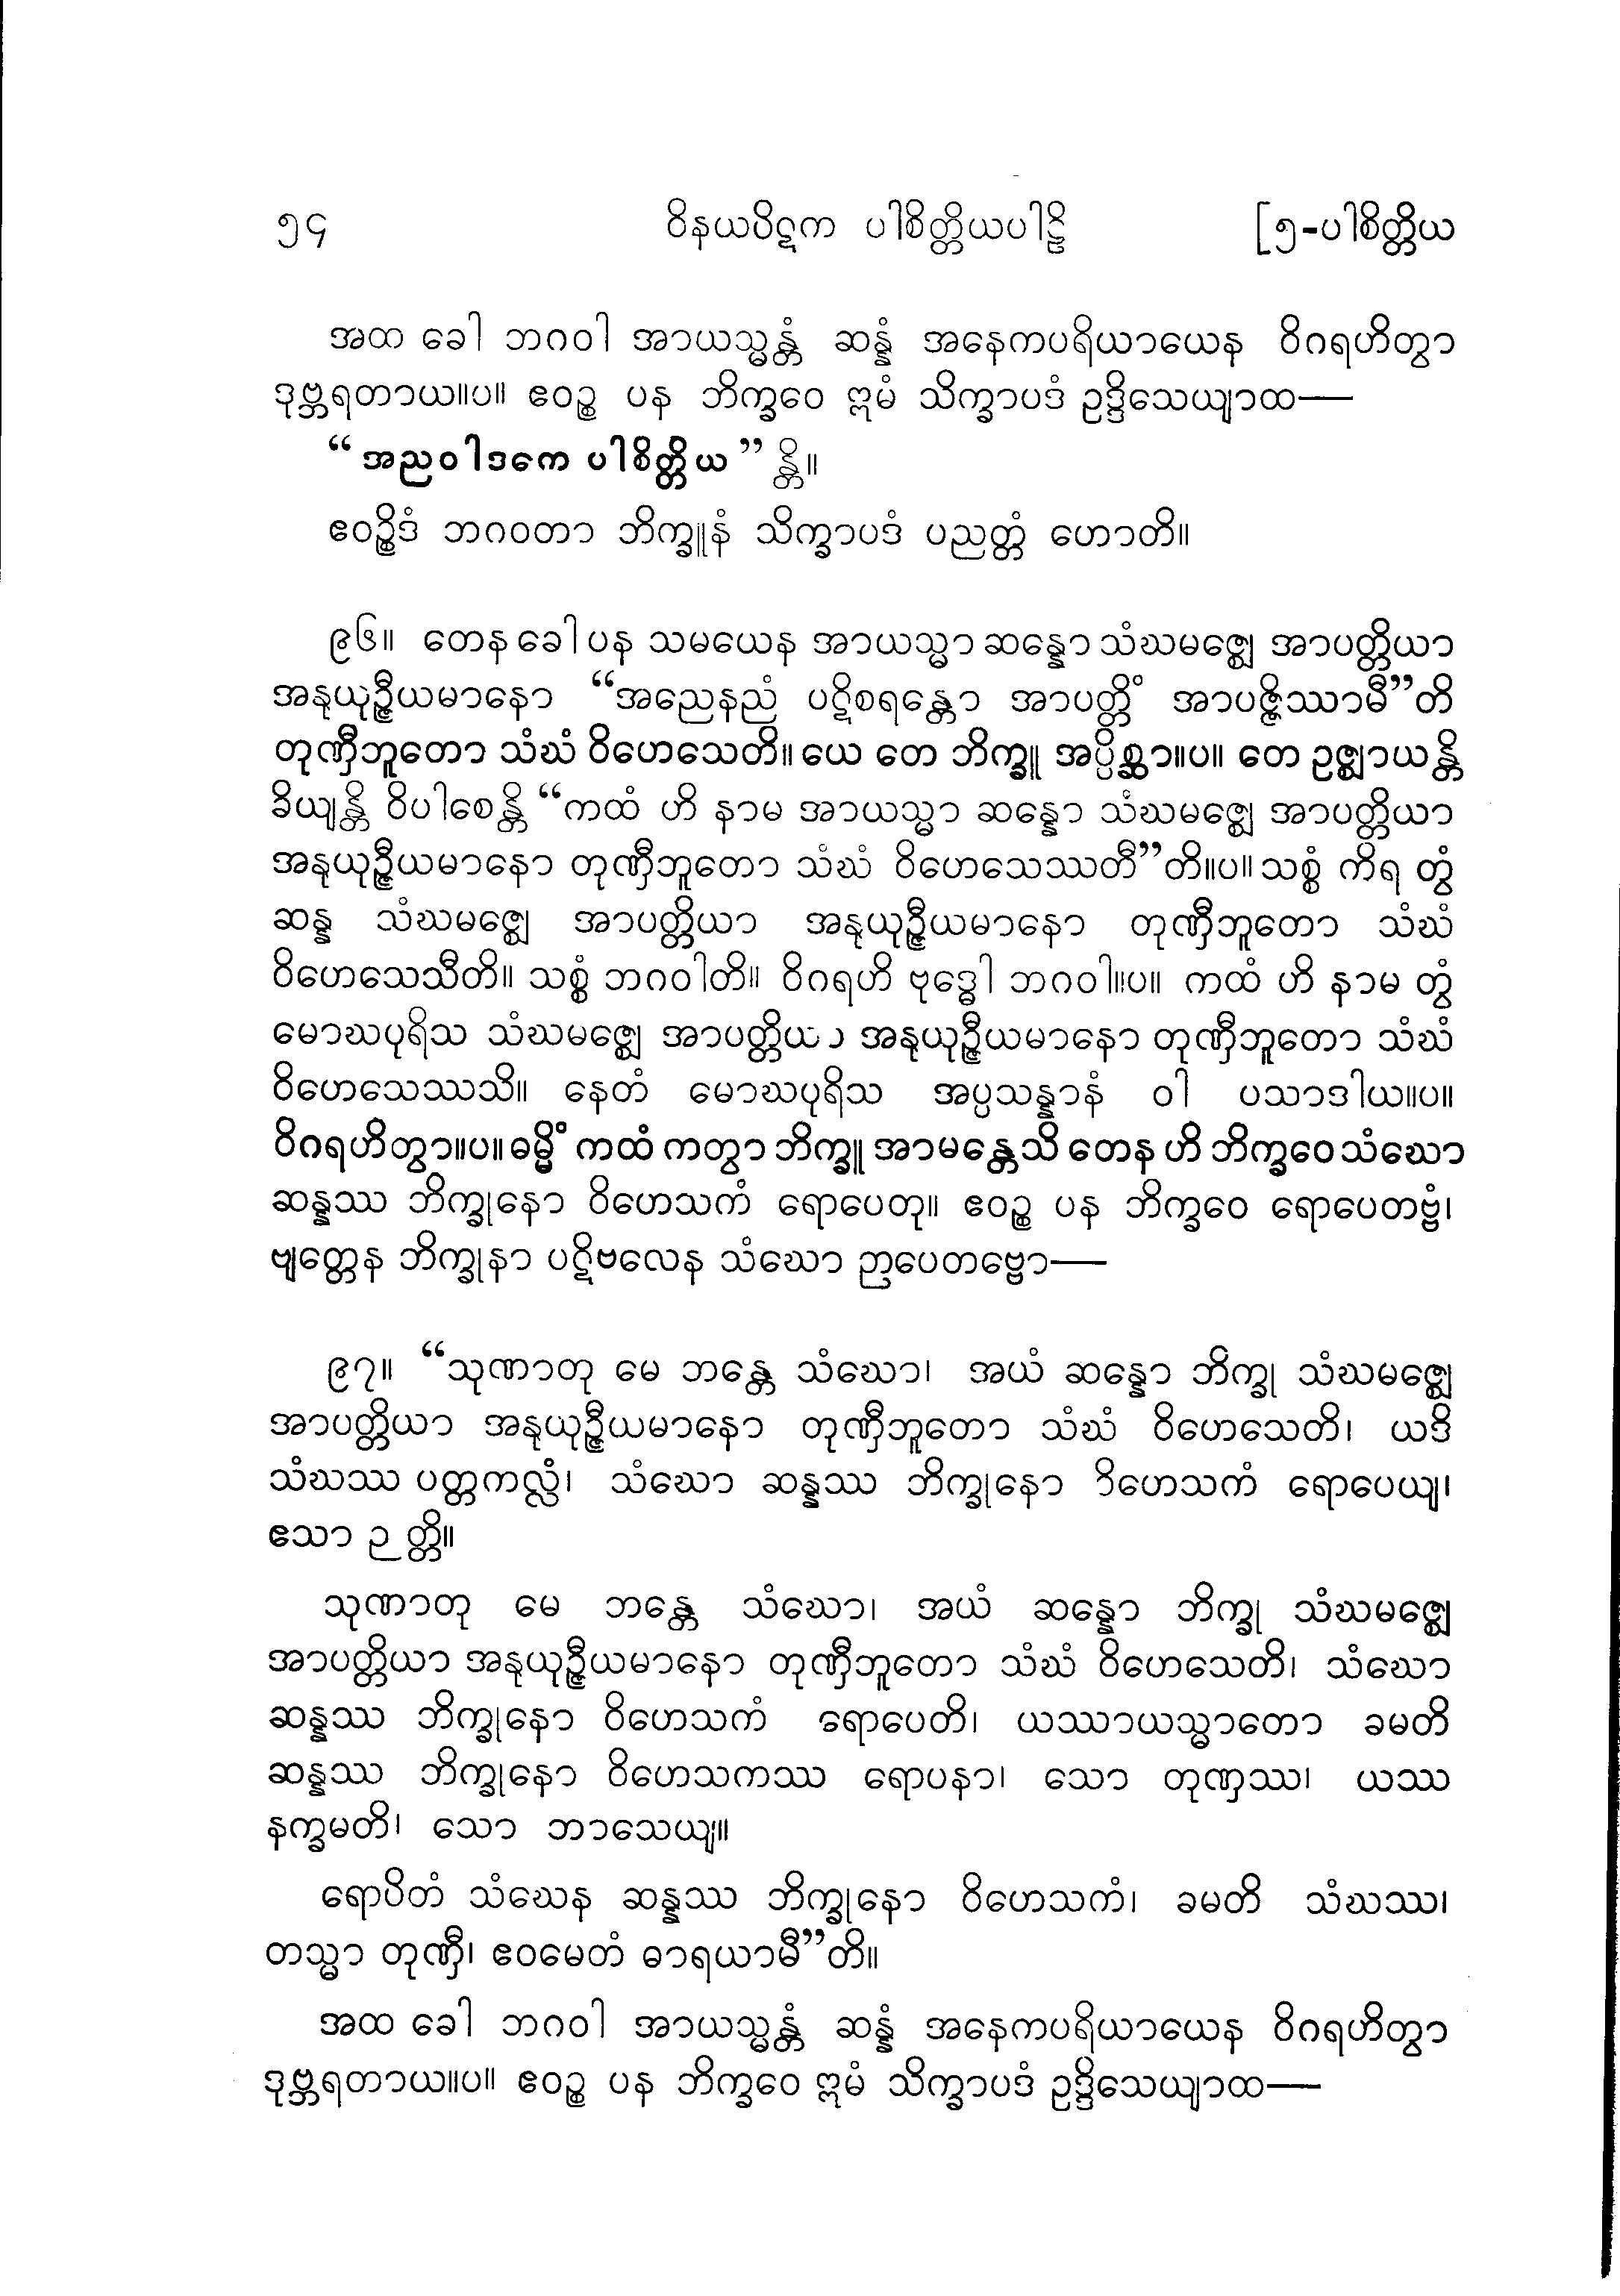 ၅၄ ဝိနယပိဋက ပါစိတ္တိယပါဠိ [၅-ပါစိတ္တိယ
အထ ခေါ ဘဂဝါ အာယသ္မန္တံ ဆန္နံ အနေကပရိယာယေန ဝိဂရဟိတွာ
ဒုဗ္ဘရတာယ။ပ။ ဧဝဉ္စ ပန ဘိက္ခဝေ ဣမံ သိက္ခာပဒံ ဥဒ္ဒိသေယျာထ—
“အညဝါဒကေ ပါစိတ္တိယ”န္တိ။
ဧဝဉ္စိဒံ ဘဂဝတာ ဘိက္ခူနံ သိက္ခာပဒံ ပညတ္တံ ဟောတိ။
၉၆။ တေန ခေါ ပန သမယေန အာယသ္မာ ဆန္နော သံဃမဇ္ဈေ အာပတ္တိယာ
အနုယုဉ္ဇီယမာနော “အညေနညံ ပဋိစရန္တော အာပတ္တိံ အာပဇ္ဇိဿာမီ”တိ
တုဏှီဘူတော သံဃံ ဝိဟေသေတိ။ ယေ တေ ဘိက္ခူ အပ္ပိစ္ဆာ။ပ။ တေ ဥဇ္ဈာယန္တိ
ခိယျန္တိ ဝိပါစေန္တိ “ကထံ ဟိ နာမ အာယသ္မာ ဆန္နော သံဃမဇ္ဈေ အာပတ္တိယာ
အနုယုဉ္ဇီယမာနော တုဏှီဘူတော သံဃံ ဝိဟေသေဿတီ”တိ။ပ။ သစ္စံ ကိရ တွံ
ဆန္န သံဃမဇ္ဈေ အာပတ္တိယာ အနုယုဉ္ဇီယမာနော တုဏှီဘူတော သံဃံ
ဝိဟေသေသီတိ။ သစ္စံ ဘဂဝါတိ။ ဝိဂရဟိ ဗုဒ္ဓေါ ဘဂဝါ။ပ။ ကထံ ဟိ နာမ တွံ
မောဃပုရိသ သံဃမဇ္ဈေ အာပတ္တိယာ အနုယုဉ္ဇီယမာနော တုဏှီဘူတော သံဃံ
ဝိဟေသေဿသိ။ နေတံ မောဃပုရိသ အပ္ပသန္နာနံ ဝါ ပသာဒါယ။ပ။
ဝိဂရဟိတွာ။ပ။ ဓမ္မိံ ကထံ ကတွာ ဘိက္ခူ အာမန္တေသိ တေန ဟိ ဘိက္ခဝေ သံဃော
ဆန္နဿ ဘိက္ခုနော ဝိဟေသကံ ရောပေတု။ ဧဝဉ္စ ပန ဘိက္ခဝေ ရောပေတဗ္ဗံ၊
ဗျတ္တေန ဘိက္ခုနာ ပဋိဗလေန သံဃော ဉာပေတဗ္ဗော—
၉၇။ “သုဏာတု မေ ဘန္တေ သံဃော၊ အယံ ဆန္နော ဘိက္ခု သံဃမဇ္ဈေ
အာပတ္တိယာ အနုယုဉ္ဇီယမာနော တုဏှီဘူတော သံဃံ ဝိဟေသေတိ၊ ယဒိ
သံဃဿ ပတ္တကလ္လံ၊ သံဃော ဆန္နဿ ဘိက္ခုနော ဝိဟေသကံ ရောပေယျ၊
ဧသာ ဉတ္တိ။
သုဏာတု မေ ဘန္တေ သံဃော၊ အယံ ဆန္နော ဘိက္ခု သံဃမဇ္ဈေ
အာပတ္တိယာ အနုယုဉ္ဇီယမာနော တုဏှီဘူတော သံဃံ ဝိဟေသေတိ၊ သံဃော
ဆန္နဿ ဘိက္ခုနော ဝိဟေသကံ ရောပေတိ၊ ယဿာယသ္မာတော ခမတိ
ဆန္နဿ ဘိက္ခုနော ဝိဟေသကဿ ရောပနာ၊ သော တုဏှဿ၊ ယဿ
နက္ခမတိ၊ သော ဘာသေယျ။
ရောပိတံ သံဃေန ဆန္နဿ ဘိက္ခုနော ဝိဟေသကံ၊ ခမတိ သံဃဿ၊
တသ္မာ တုဏှီ၊ ဧဝမေတံ ဓာရယာမီ”တိ။
အထ ခေါ ဘဂဝါ အာယသ္မန္တံ ဆန္နံ အနေကပရိယာယေန ဝိဂရဟိတွာ
ဒုဗ္ဘရတာယ။ပ။ ဧဝဉ္စ ပန ဘိက္ခဝေ ဣမံ သိက္ခာပဒံ ဥဒ္ဒိသေယျာထ—